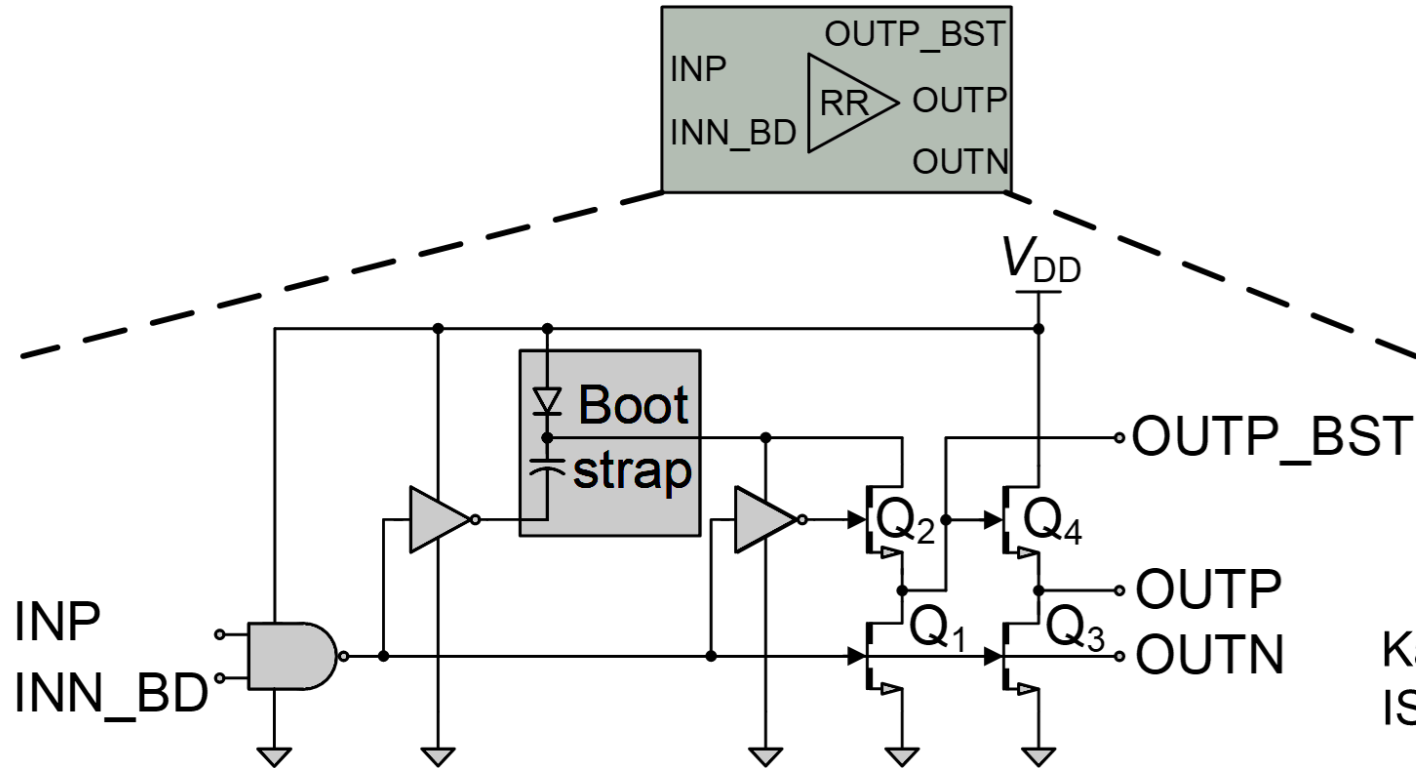 OUTP_BST
INP
RR
OUTP
INN_BD
OUTN
VDD
Boot
strap
OUTP_BST
Q2
Q4
INP
OUTP
Q1
Q3
OUTN
INN_BD